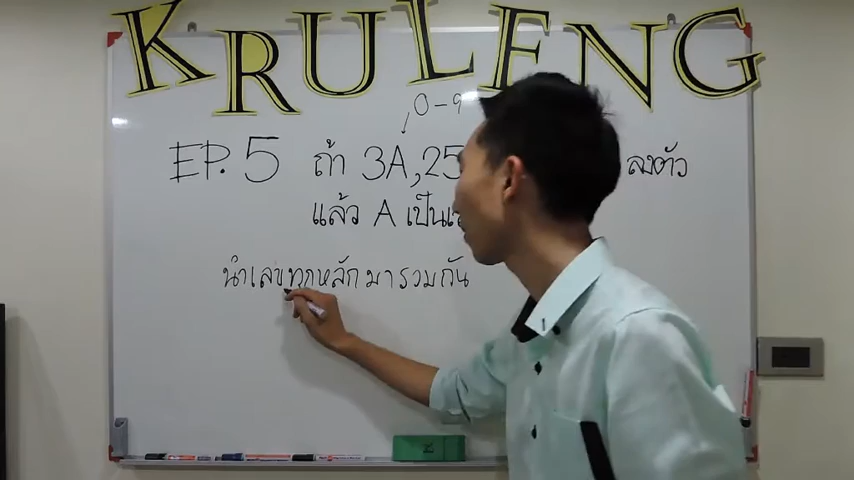 KRULENG
0-9
EP. 5 ถ้า 3A,25 ลงตัว
แล้ว A เป็น
นำเลขทุกหลักมารวมกัน